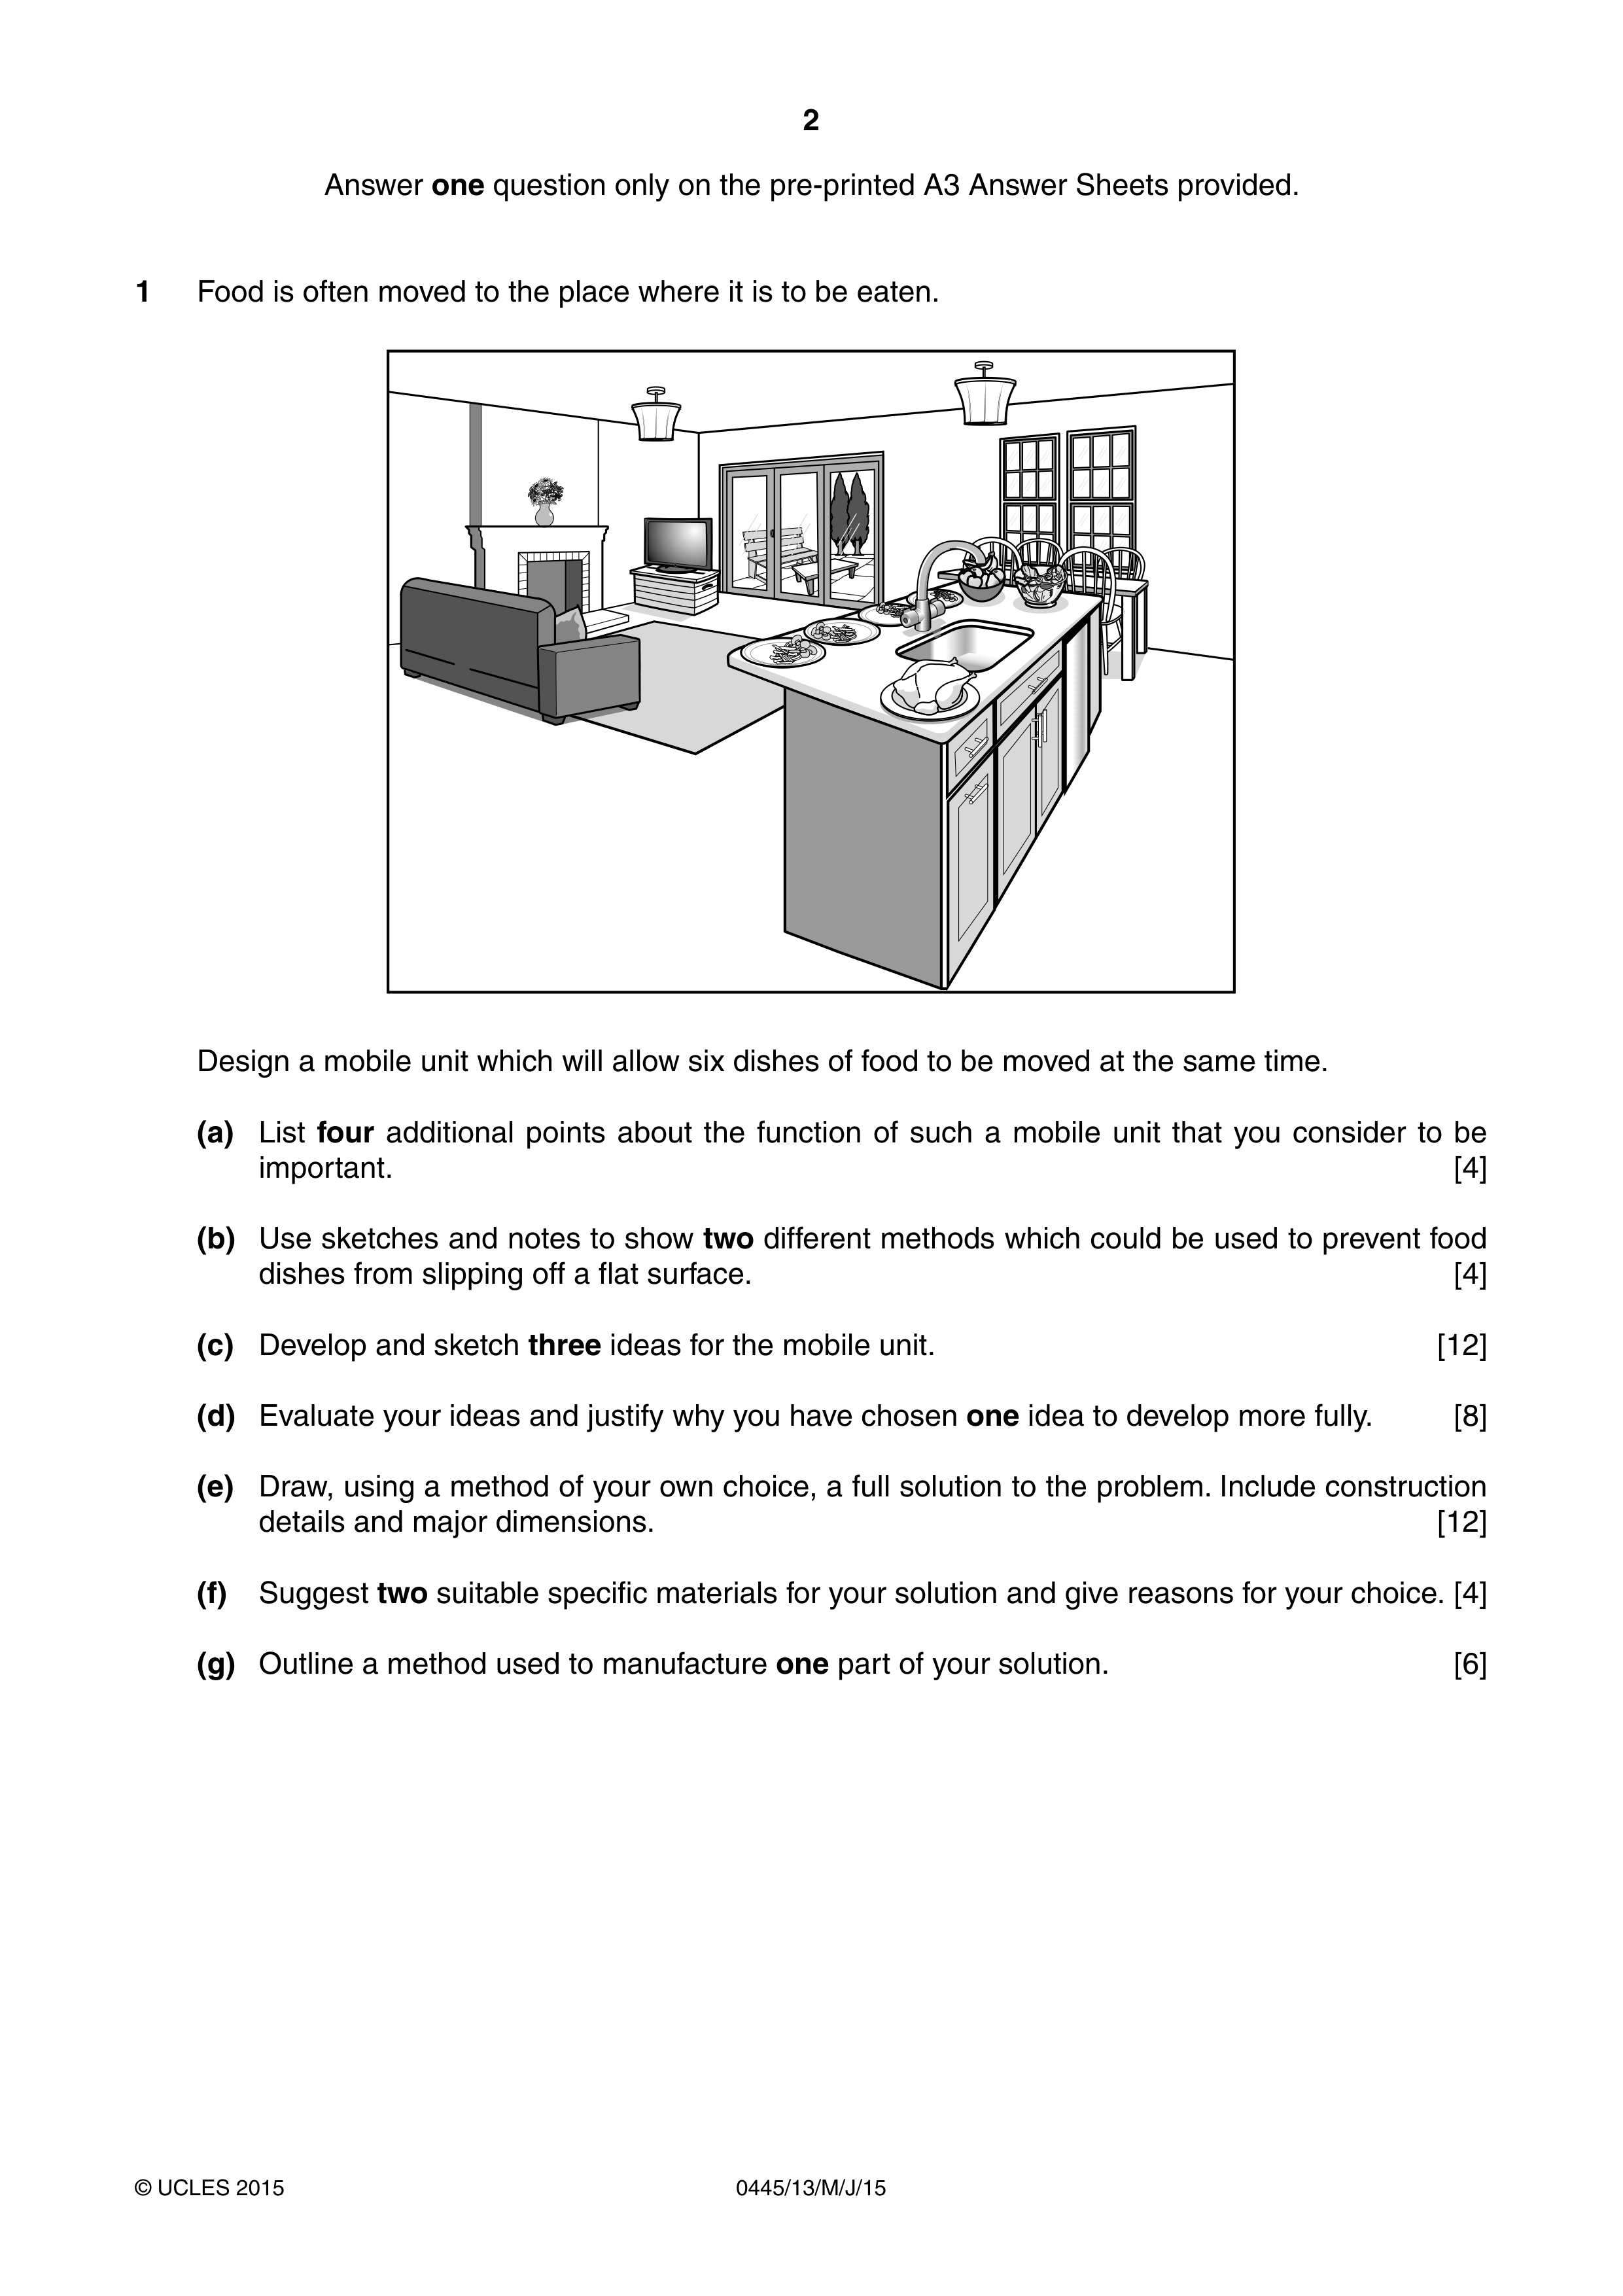 2
Answer one question only on the pre-printed A3 Answer Sheets provided.
1 Food is often moved to the place where it is to be eaten.
Design a mobile unit which will allow six dishes of food to be moved at the same time.
(a) List four additional points about the function of such a mobile unit that you consider to be
important. [4]
(b) Use sketches and notes to show two different methods which could be used to prevent food
dishes from slipping off a flat surface. [4]
(c) Develop and sketch three ideas for the mobile unit. [12]
(d) Evaluate your ideas and justify why you have chosen one idea to develop more fully. [8]
(e) Draw, using a method of your own choice, a full solution to the problem. Include construction
details and major dimensions. [12]
(f) Suggest two suitable specific materials for your solution and give reasons for your choice. [4]
(g) Outline a method used to manufacture one part of your solution. [6]
© UCLES 2015 0445/13/M/J/15